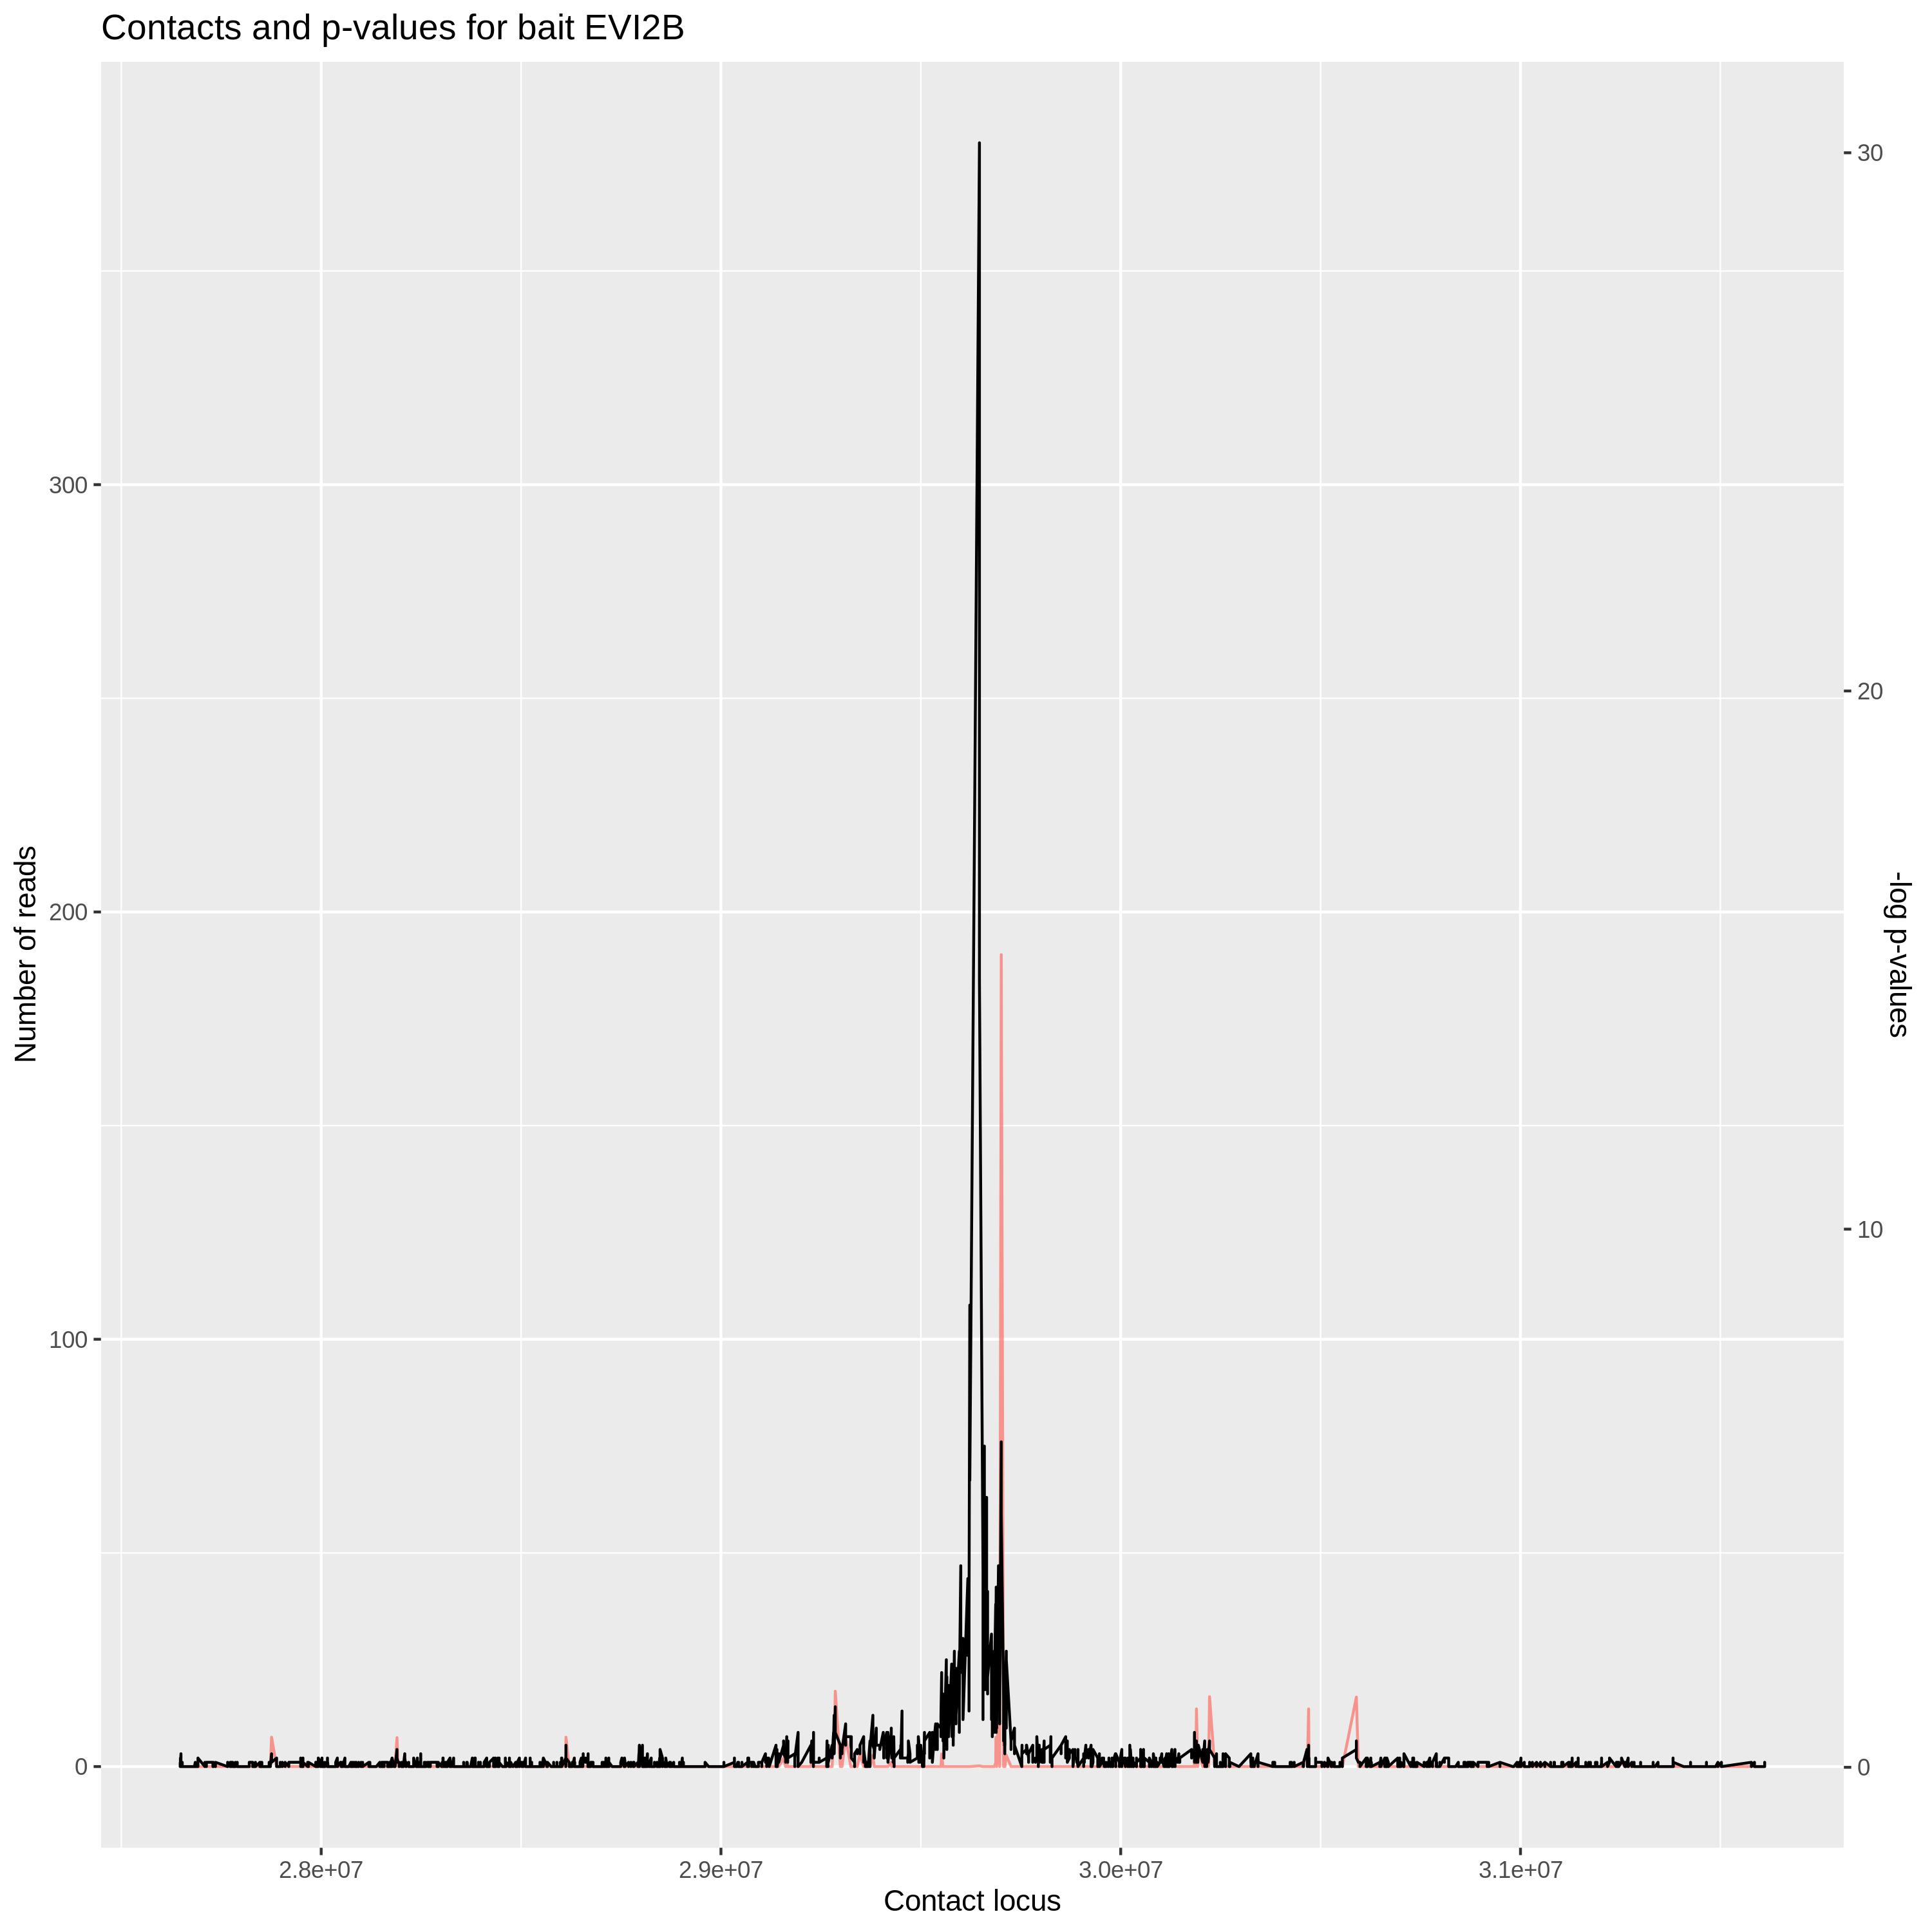 Contacts and p-values for bait EVI2B
Number of reads
300
200
100
0
30
20
10
0
-log p-values
2.8e+07 2.9e+07 3.0e+07 3.1e+07
Contact locus